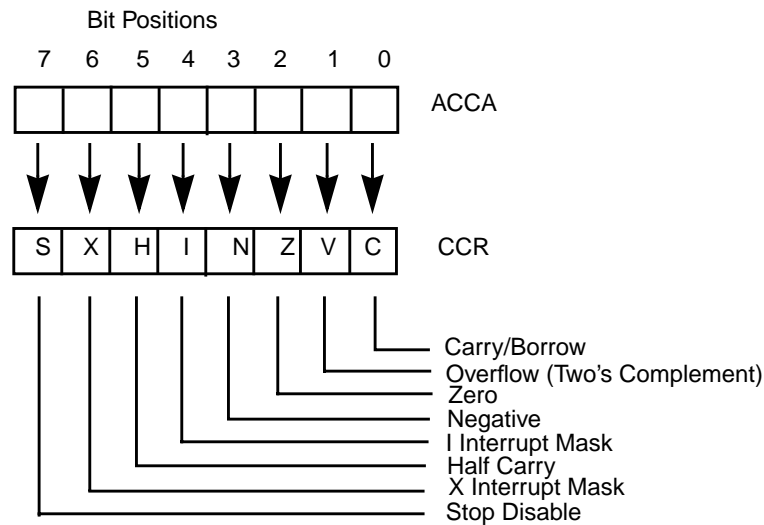 Bit Positions
7 6 5 4 3 2 1 0
ACCA
S X H I N Z V C CCR
Carry/Borrow
Overflow (Two's Complement)
Zero
Negative
I Interrupt Mask
Half Carry
X Interrupt Mask
Stop Disable